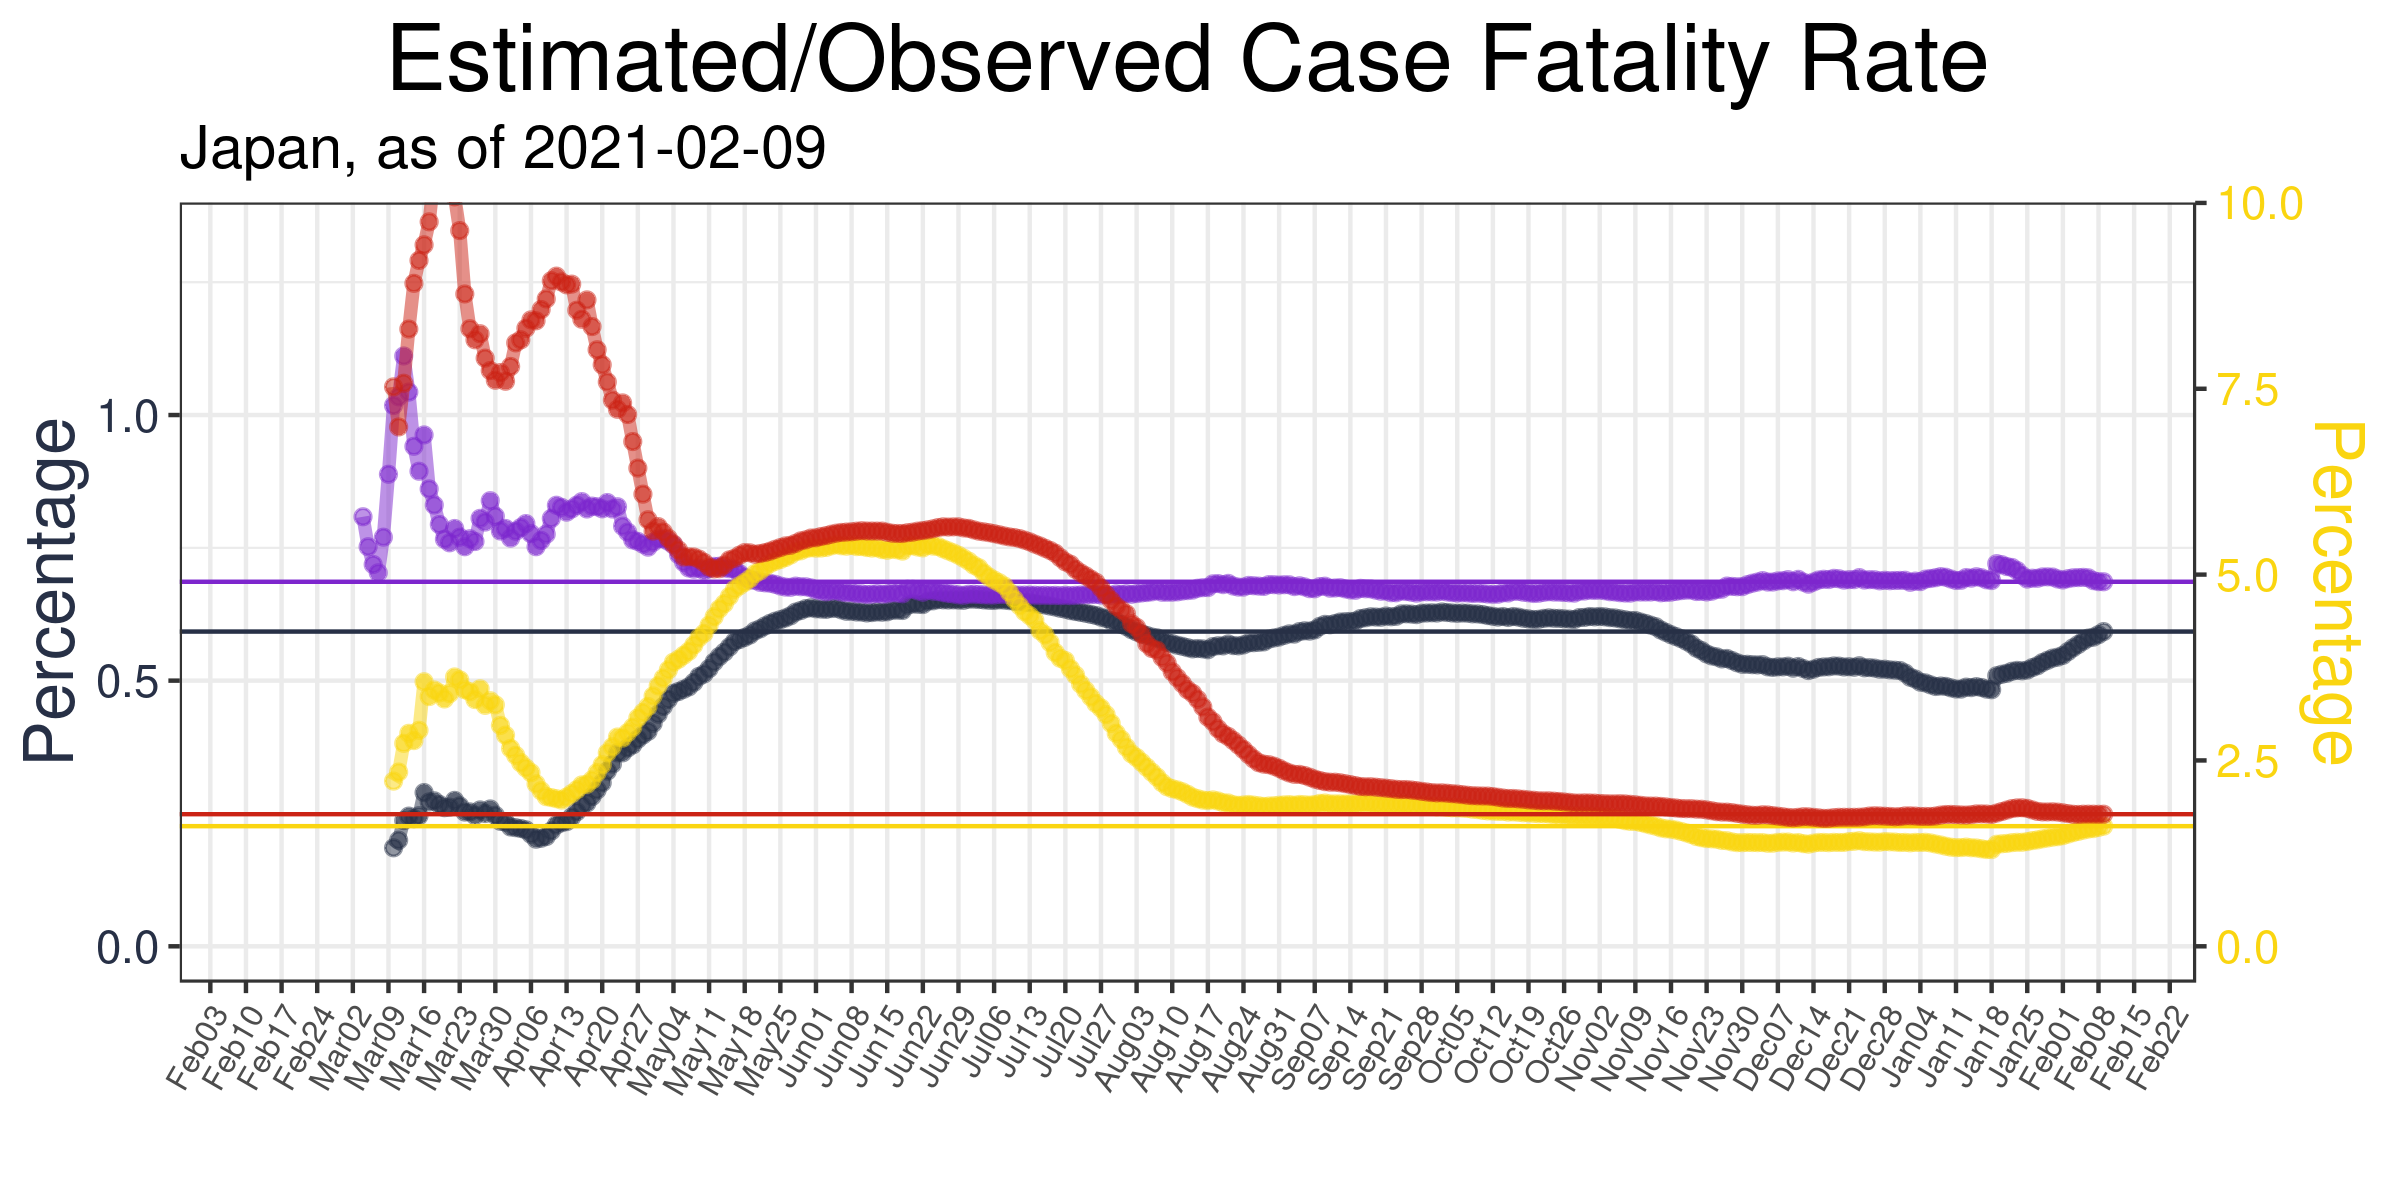 Estimated/Observed Case Fatality Rate
Japan, as of 2021-02-09
Percentage
1.0
0.5
0.0
10.0
7.5
5.0
2.5
0.0
Percentage
Feb03
Feb10
Feb17
Feb24
Mar02
Mar09
Mar16
Mar23
Mar30
Apr06
Apr13
Apr20
Apr27
May04
May11
May18
May25
Jun01
Jun08
Jun15
Jun22
Jun29
Jul06
Jul13
Jul20
Jul27
Aug03
Aug10
Aug17
Aug24
Aug31
Sep07
Sep14
Sep21
Sep28
Oct05
Oct12
Oct19
Oct26
Nov02
Nov09
Nov16
Nov23
Nov30
Dec07
Dec14
Dec21
Dec28
Jan04
Jan11
Jan18
Jan25
Feb01
Feb08
Feb15
Feb22